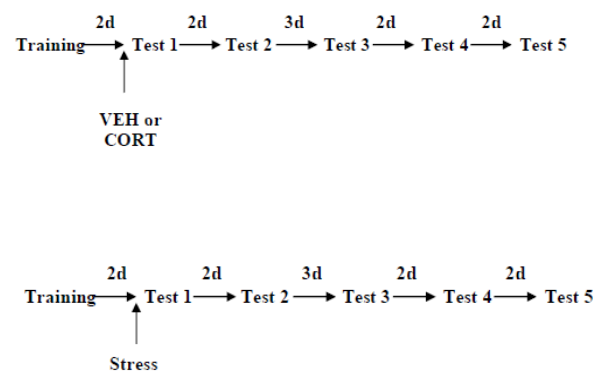 2d 2d 3d 2d 2d
Training Test 1 Test 2 Test 3 Test 4 Test 5
VEH or
CORT
2d 2d 3d 2d 2d
Training Test 1 Test 2 Test 3 Test 4 Test 5
Stress